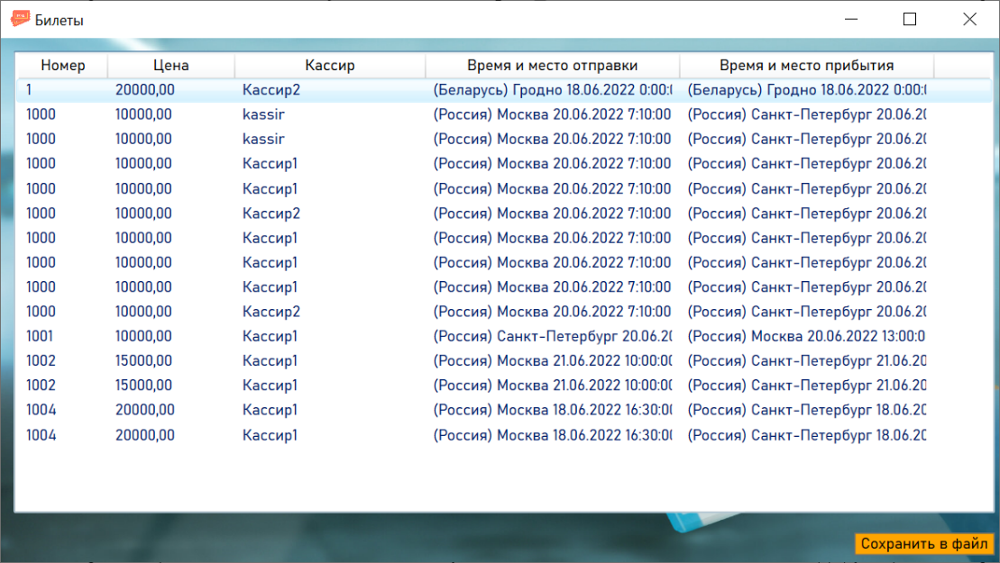 Билеты
Номер Цена Кассир Время и место отправки Время и место прибытия
1 20000,00 Кассир2 (Беларусь) Гродно 18.06.2022 0:00:0 (Беларусь) Гродно 18.06.2022 0:00:0
1000 10000,00 kassir (Россия) Москва 20.06.2022 7:10:00 (Россия) Санкт-Петербург 20.06.20
1000 10000,00 kassir (Россия) Москва 20.06.2022 7:10:00 (Россия) Санкт-Петербург 20.06.20
1000 10000,00 Кассир1 (Россия) Москва 20.06.2022 7:10:00 (Россия) Санкт-Петербург 20.06.20
1000 10000,00 Кассир1 (Россия) Москва 20.06.2022 7:10:00 (Россия) Санкт-Петербург 20.06.20
1000 10000,00 Кассир2 (Россия) Москва 20.06.2022 7:10:00 (Россия) Санкт-Петербург 20.06.20
1000 10000,00 Кассир1 (Россия) Москва 20.06.2022 7:10:00 (Россия) Санкт-Петербург 20.06.20
1000 10000,00 Кассир1 (Россия) Москва 20.06.2022 7:10:00 (Россия) Санкт-Петербург 20.06.20
1000 10000,00 Кассир1 (Россия) Москва 20.06.2022 7:10:00 (Россия) Санкт-Петербург 20.06.20
1000 10000,00 Кассир2 (Россия) Москва 20.06.2022 7:10:00 (Россия) Санкт-Петербург 20.06.20
1001 10000,00 Кассир1 (Россия) Санкт-Петербург 20.06.20 (Россия) Москва 20.06.2022 13:00:0
1002 15000,00 Кассир1 (Россия) Москва 21.06.2022 10:00:00 (Россия) Санкт-Петербург 21.06.20
1002 15000,00 Кассир1 (Россия) Москва 21.06.2022 10:00:00 (Россия) Санкт-Петербург 21.06.20
1004 20000,00 Кассир1 (Россия) Москва 18.06.2022 16:30:00 (Россия) Санкт-Петербург 18.06.20
1004 20000,00 Кассир1 (Россия) Москва 18.06.2022 16:30:00 (Россия) Санкт-Петербург 18.06.20
Сохранить в файл